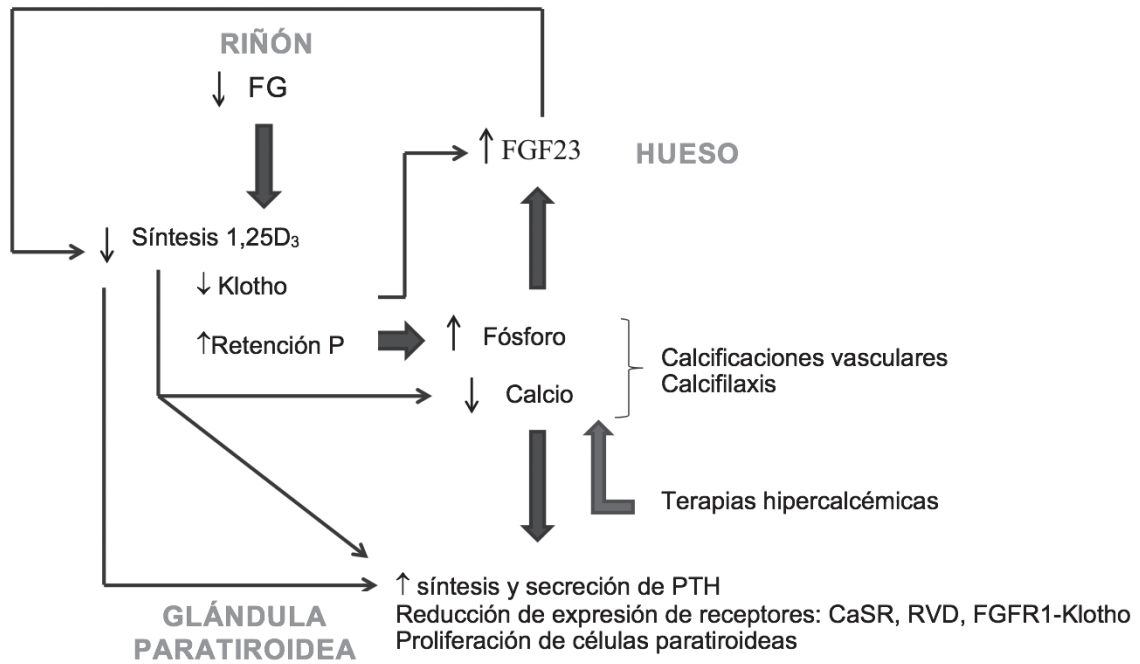 RIÑÓN
↓ FG
↑ FGF23
HUESO
↓ Síntesis 1,25D₃
↓ Klotho
↑Retención P
↑ Fósforo
↓ Calcio
Calcificaciones vasculares
Calcifilaxis
Terapias hipercalcémicas
↑ síntesis y secreción de PTH
Reducción de expresión de receptores: CaSR, RVD, FGFR1-Klotho
Proliferación de células paratiroideas
GLÁNDULA
PARATIROIDEA